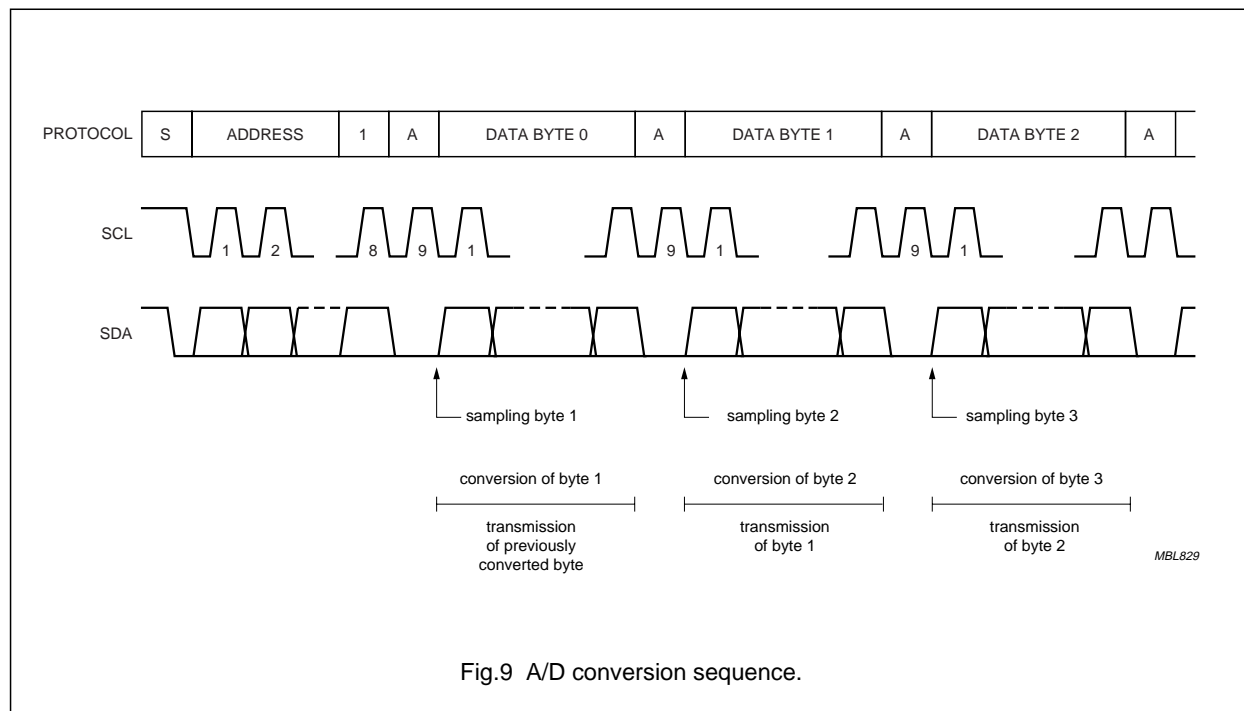 PROTOCOL S ADDRESS 1 A DATA BYTE 0 A DATA BYTE 1 A DATA BYTE 2 A
SCL 1 2 8 9 1 9 1 9 1
SDA
sampling byte 1 sampling byte 2 sampling byte 3
conversion of byte 1 conversion of byte 2 conversion of byte 3
transmission transmission transmission
of previously of byte 1 of byte 2
converted byte
MBL829
Fig.9 A/D conversion sequence.